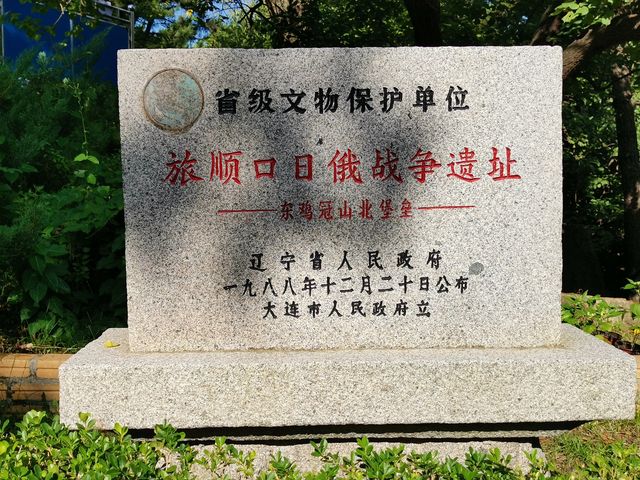 省级文物保护单位
旅顺口日俄战争遗址
——东鸡冠山北堡垒——
辽宁省人民政府
一九八八年十二月二十日公布
大连市人民政府立